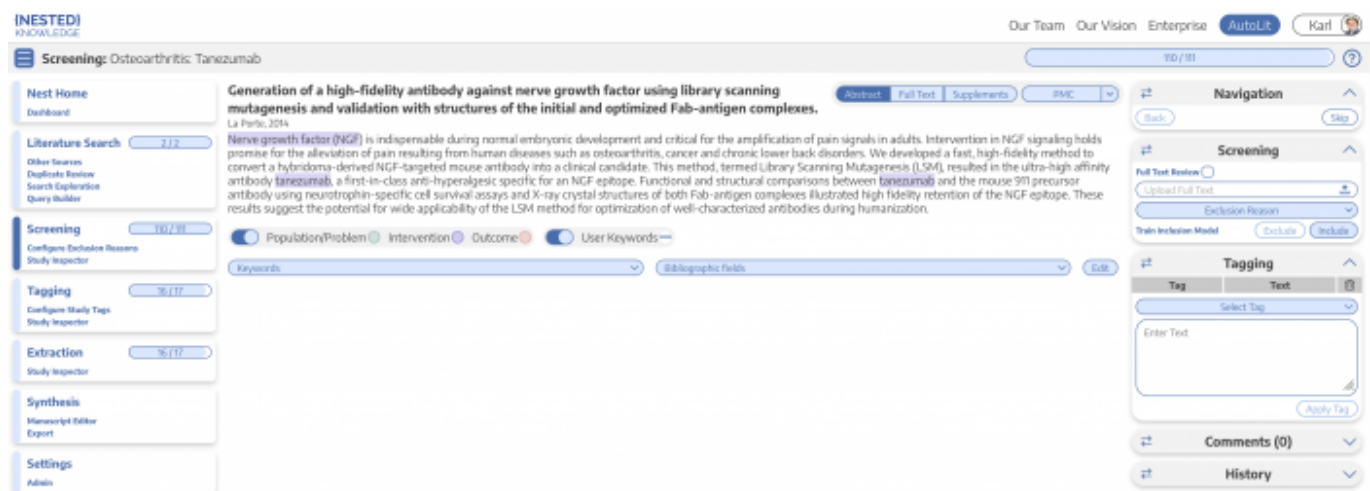 {NESTED}
KNOWLEDGE
Our Team Our Vision Enterprise AutoLit Karl
Screening: Osteoarthritis: Tanezumab
110 / 111
?
Nest Home
Dashboard
Literature Search 2 / 2
Other Sources
Duplicate Review
Search Exploration
Query Builder
Screening 110 / 111
Configure Exclusion Reasons
Study Inspector
Tagging 16 / 17
Configure Study Tags
Study Inspector
Extraction 16 / 17
Study Inspector
Synthesis
Manuscript Editor
Export
Settings
Admin
Generation of a high-fidelity antibody against nerve growth factor using library scanning
mutagenesis and validation with structures of the initial and optimized Fab-antigen complexes.
La Porte, 2014
Abstract Full Text Supplements PMC
Nerve growth factor (NGF) is indispensable during normal embryonic development and critical for the amplification of pain signals in adults. Intervention in NGF signaling holds
promise for the alleviation of pain resulting from human diseases such as osteoarthritis, cancer and chronic lower back disorders. We developed a fast, high-fidelity method to
convert a hybridoma-derived NGF-targeted mouse antibody into a clinical candidate. This method, termed Library Scanning Mutagenesis (LSM), resulted in the ultra-high affinity
antibody tanezumab, a first-in-class anti-hyperalgesic specific for an NGF epitope. Functional and structural comparisons between tanezumab and the mouse 911 precursor
antibody using neurotrophin-specific cell survival assays and X-ray crystal structures of both Fab-antigen complexes illustrated high fidelity retention of the NGF epitope. These
results suggest the potential for wide applicability of the LSM method for optimization of well-characterized antibodies during humanization.
Population/Problem Intervention Outcome User Keywords
Keywords Bibliographic fields Edit
Navigation
Back Skip
Screening
Full Text Review
Upload Full Text
Exclusion Reason
Train Inclusion Model Exclude Include
Tagging
Tag Text
Select Tag
Enter Text
Apply Tag
Comments (0)
History